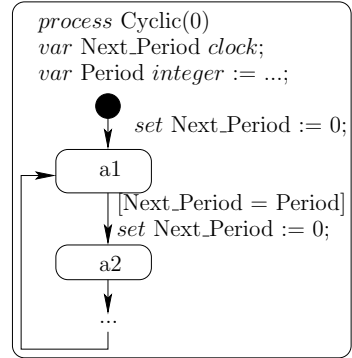 process Cyclic(0)
var Next_Period clock;
var Period integer := ...;
set Next_Period := 0;
a1
[Next_Period = Period]
set Next_Period := 0;
a2
...